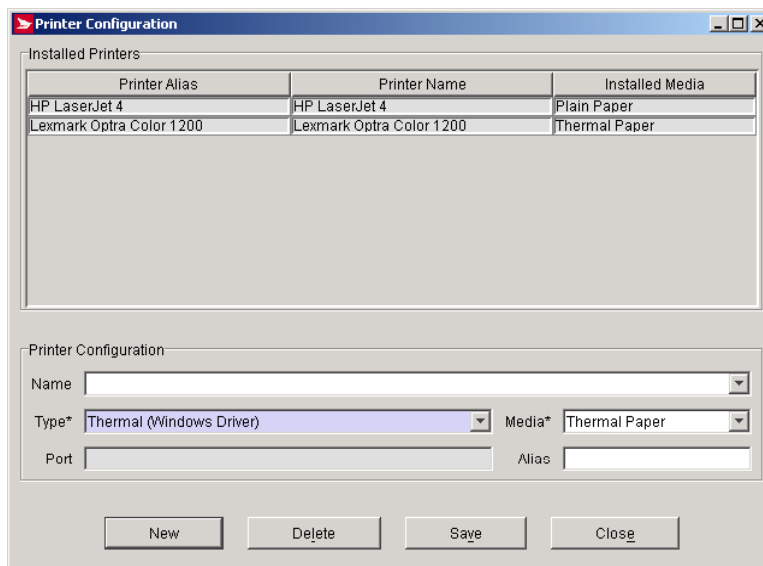 Printer Configuration
Installed Printers
Printer Alias Printer Name Installed Media
HP LaserJet 4 HP LaserJet 4 Plain Paper
Lexmark Optra Color 1200 Lexmark Optra Color 1200 Thermal Paper
Printer Configuration
Name
Type* Thermal (Windows Driver) Media* Thermal Paper
Port Alias
New Delete Save Close